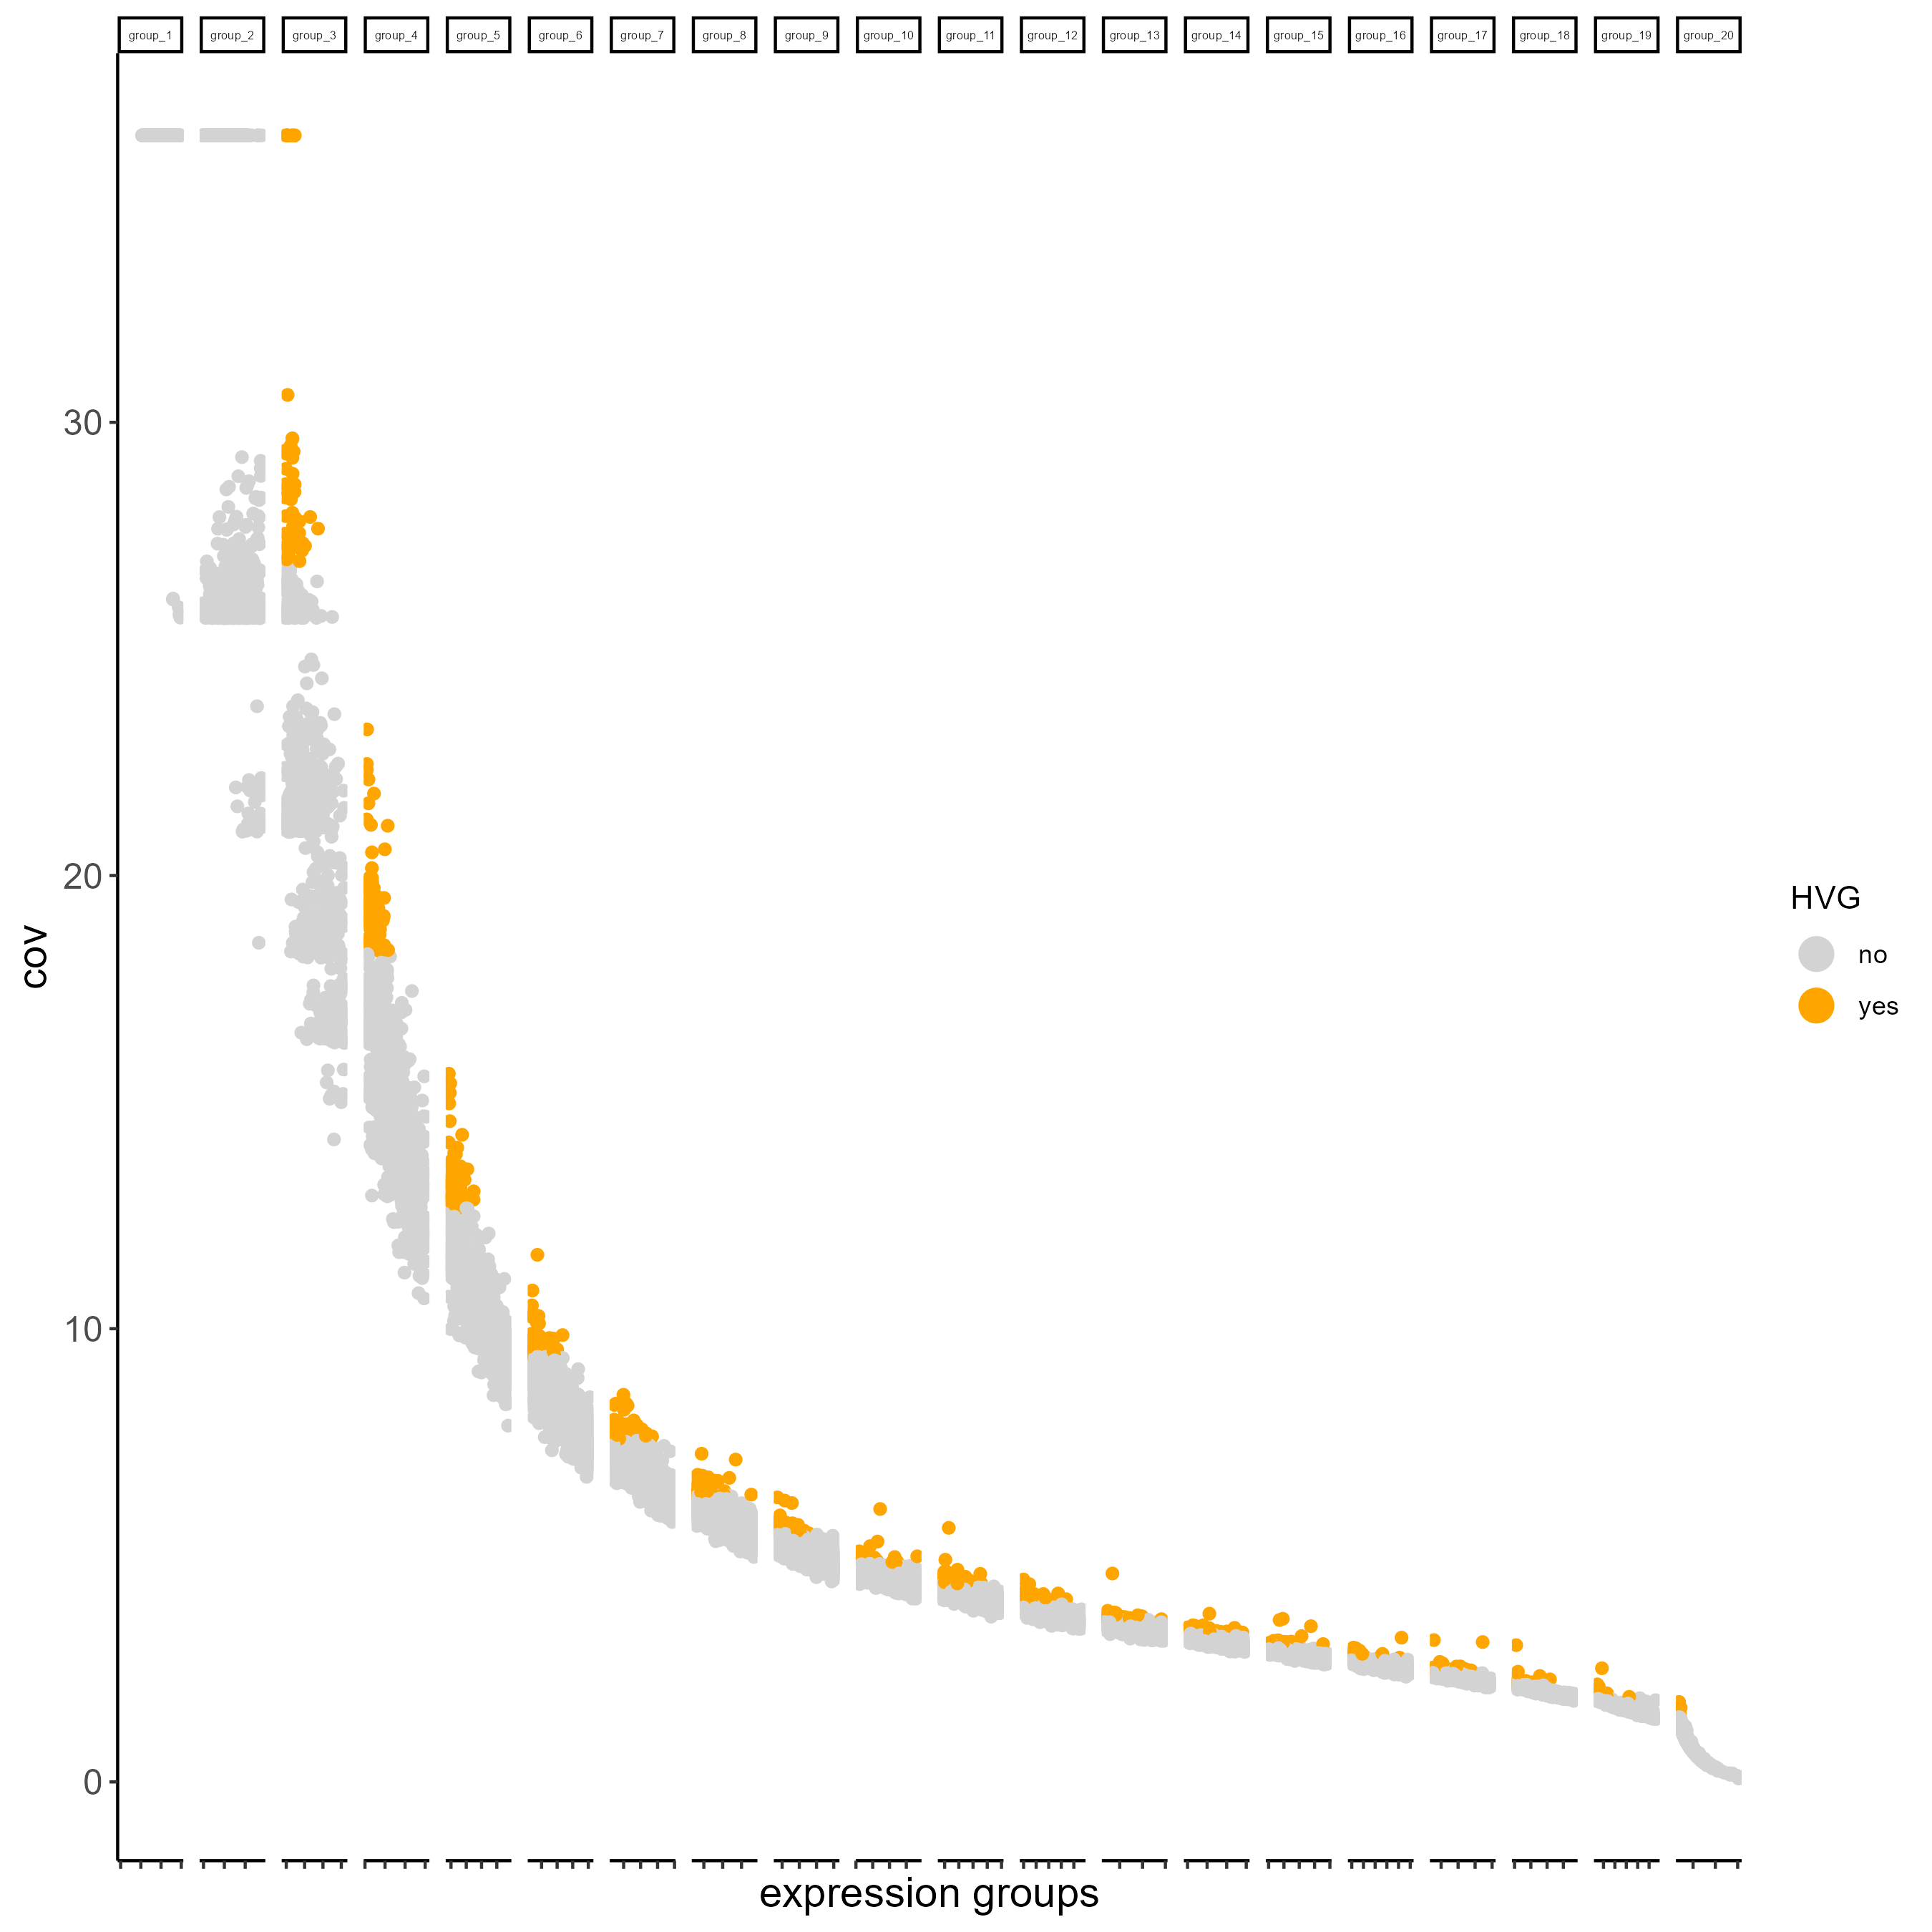 group_1 group_2 group_3 group_4 group_5 group_6 group_7 group_8 group_9 group_10 group_11 group_12 group_13 group_14 group_15 group_16 group_17 group_18 group_19 group_20
30
20
10
0
cov
expression groups
HVG
no
yes